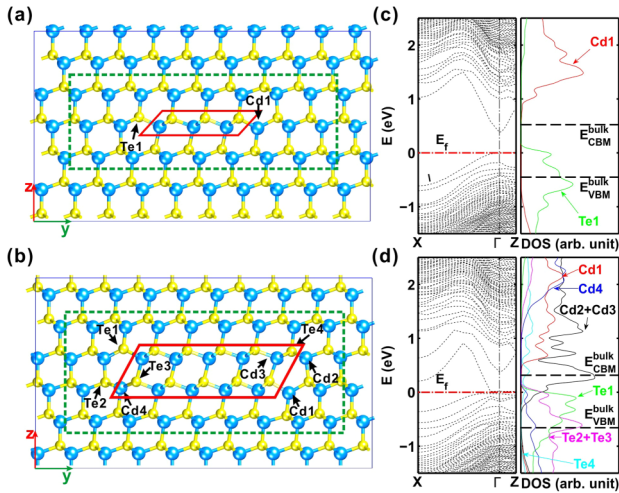 (a)
Cd1
Te1
z
y
(b)
Te1
Te4
Te3
Cd3
Cd2
Te2
Cd4
Cd1
z
y
(c)
2
1
0
−1
E (eV)
E_f
X
Γ
Z
Cd1
E^bulk_CBM
E^bulk_VBM
Te1
DOS (arb. unit)
(d)
2
1
0
−1
E (eV)
E_f
X
Γ
Z
Cd1
Cd4
Cd2+Cd3
E^bulk_CBM
Te1
E^bulk_VBM
Te2+Te3
Te4
DOS (arb. unit)